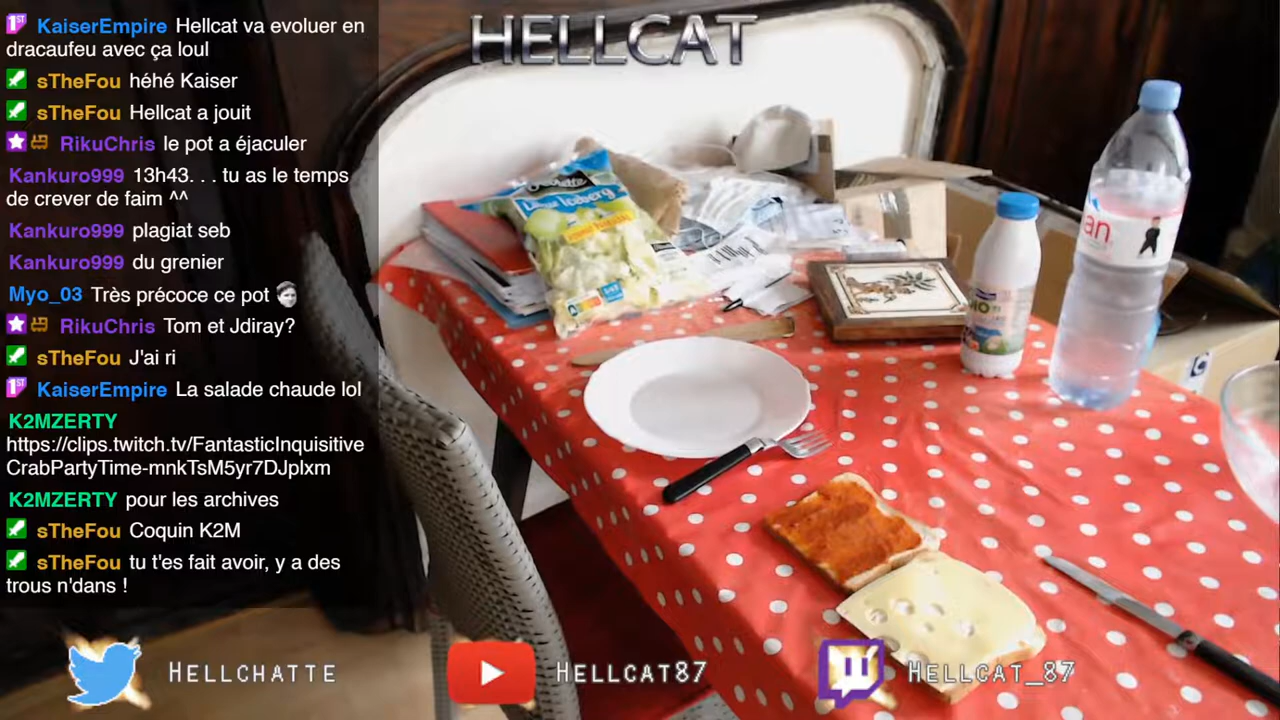 HELLCAT
KaiserEmpire Hellcat va evoluer en
dracaufeu avec ça loul
sTheFou héhé Kaiser
sTheFou Hellcat a jouit
RikuChris le pot a éjaculer
Kankuro999 13h43. . . tu as le temps
de crever de faim ^^
Kankuro999 plagiat seb
Kankuro999 du grenier
Myo_03 Très précoce ce pot
RikuChris Tom et Jdiray?
sTheFou J'ai ri
KaiserEmpire La salade chaude lol
K2MZERTY
https://clips.twitch.tv/FantasticInquisitive
CrabPartyTime-mnkTsM5yr7DJpIxm
K2MZERTY pour les archives
sTheFou Coquin K2M
sTheFou tu t'es fait avoir, y a des
trous n'dans !
Iceberg
an
HELLCHATTE
HELLCAT87
HELLCAT_87